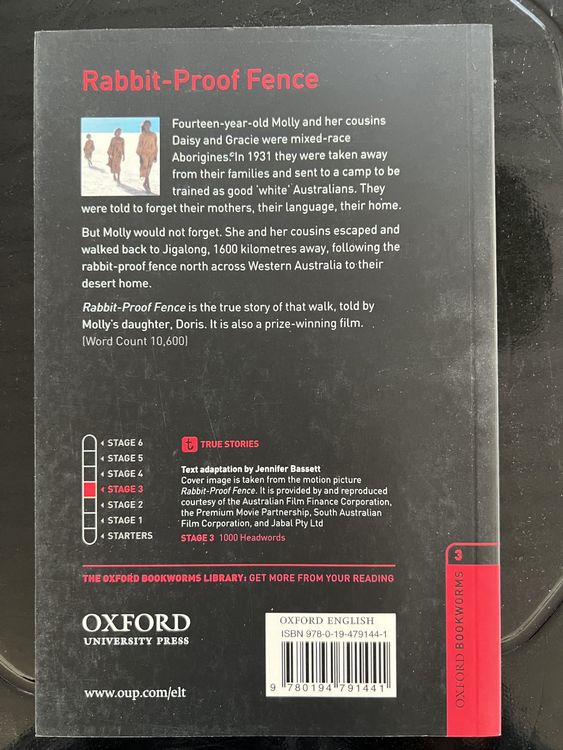 Rabbit-Proof Fence
Fourteen-year-old Molly and her cousins
Daisy and Gracie were mixed-race
Aborigines. In 1931 they were taken away
from their families and sent to a camp to be
trained as good 'white' Australians. They
were told to forget their mothers, their language, their home.
But Molly would not forget. She and her cousins escaped and
walked back to Jigalong, 1600 kilometres away, following the
rabbit-proof fence north across Western Australia to their
desert home.
Rabbit-Proof Fence is the true story of that walk, told by
Molly's daughter, Doris. It is also a prize-winning film.
(Word Count 10,600)
STAGE 6
STAGE 5
STAGE 4
STAGE 3
STAGE 2
STAGE 1
STARTERS
t TRUE STORIES
Text adaptation by Jennifer Bassett
Cover image is taken from the motion picture
Rabbit-Proof Fence. It is provided by and reproduced
courtesy of the Australian Film Finance Corporation,
the Premium Movie Partnership, South Australian
Film Corporation, and Jabal Pty Ltd
STAGE 3 1000 Headwords
THE OXFORD BOOKWORMS LIBRARY: GET MORE FROM YOUR READING
OXFORD
UNIVERSITY PRESS
www.oup.com/elt
OXFORD ENGLISH
ISBN 978-0-19-479144-1
9 780194 791441
3
OXFORD BOOKWORMS